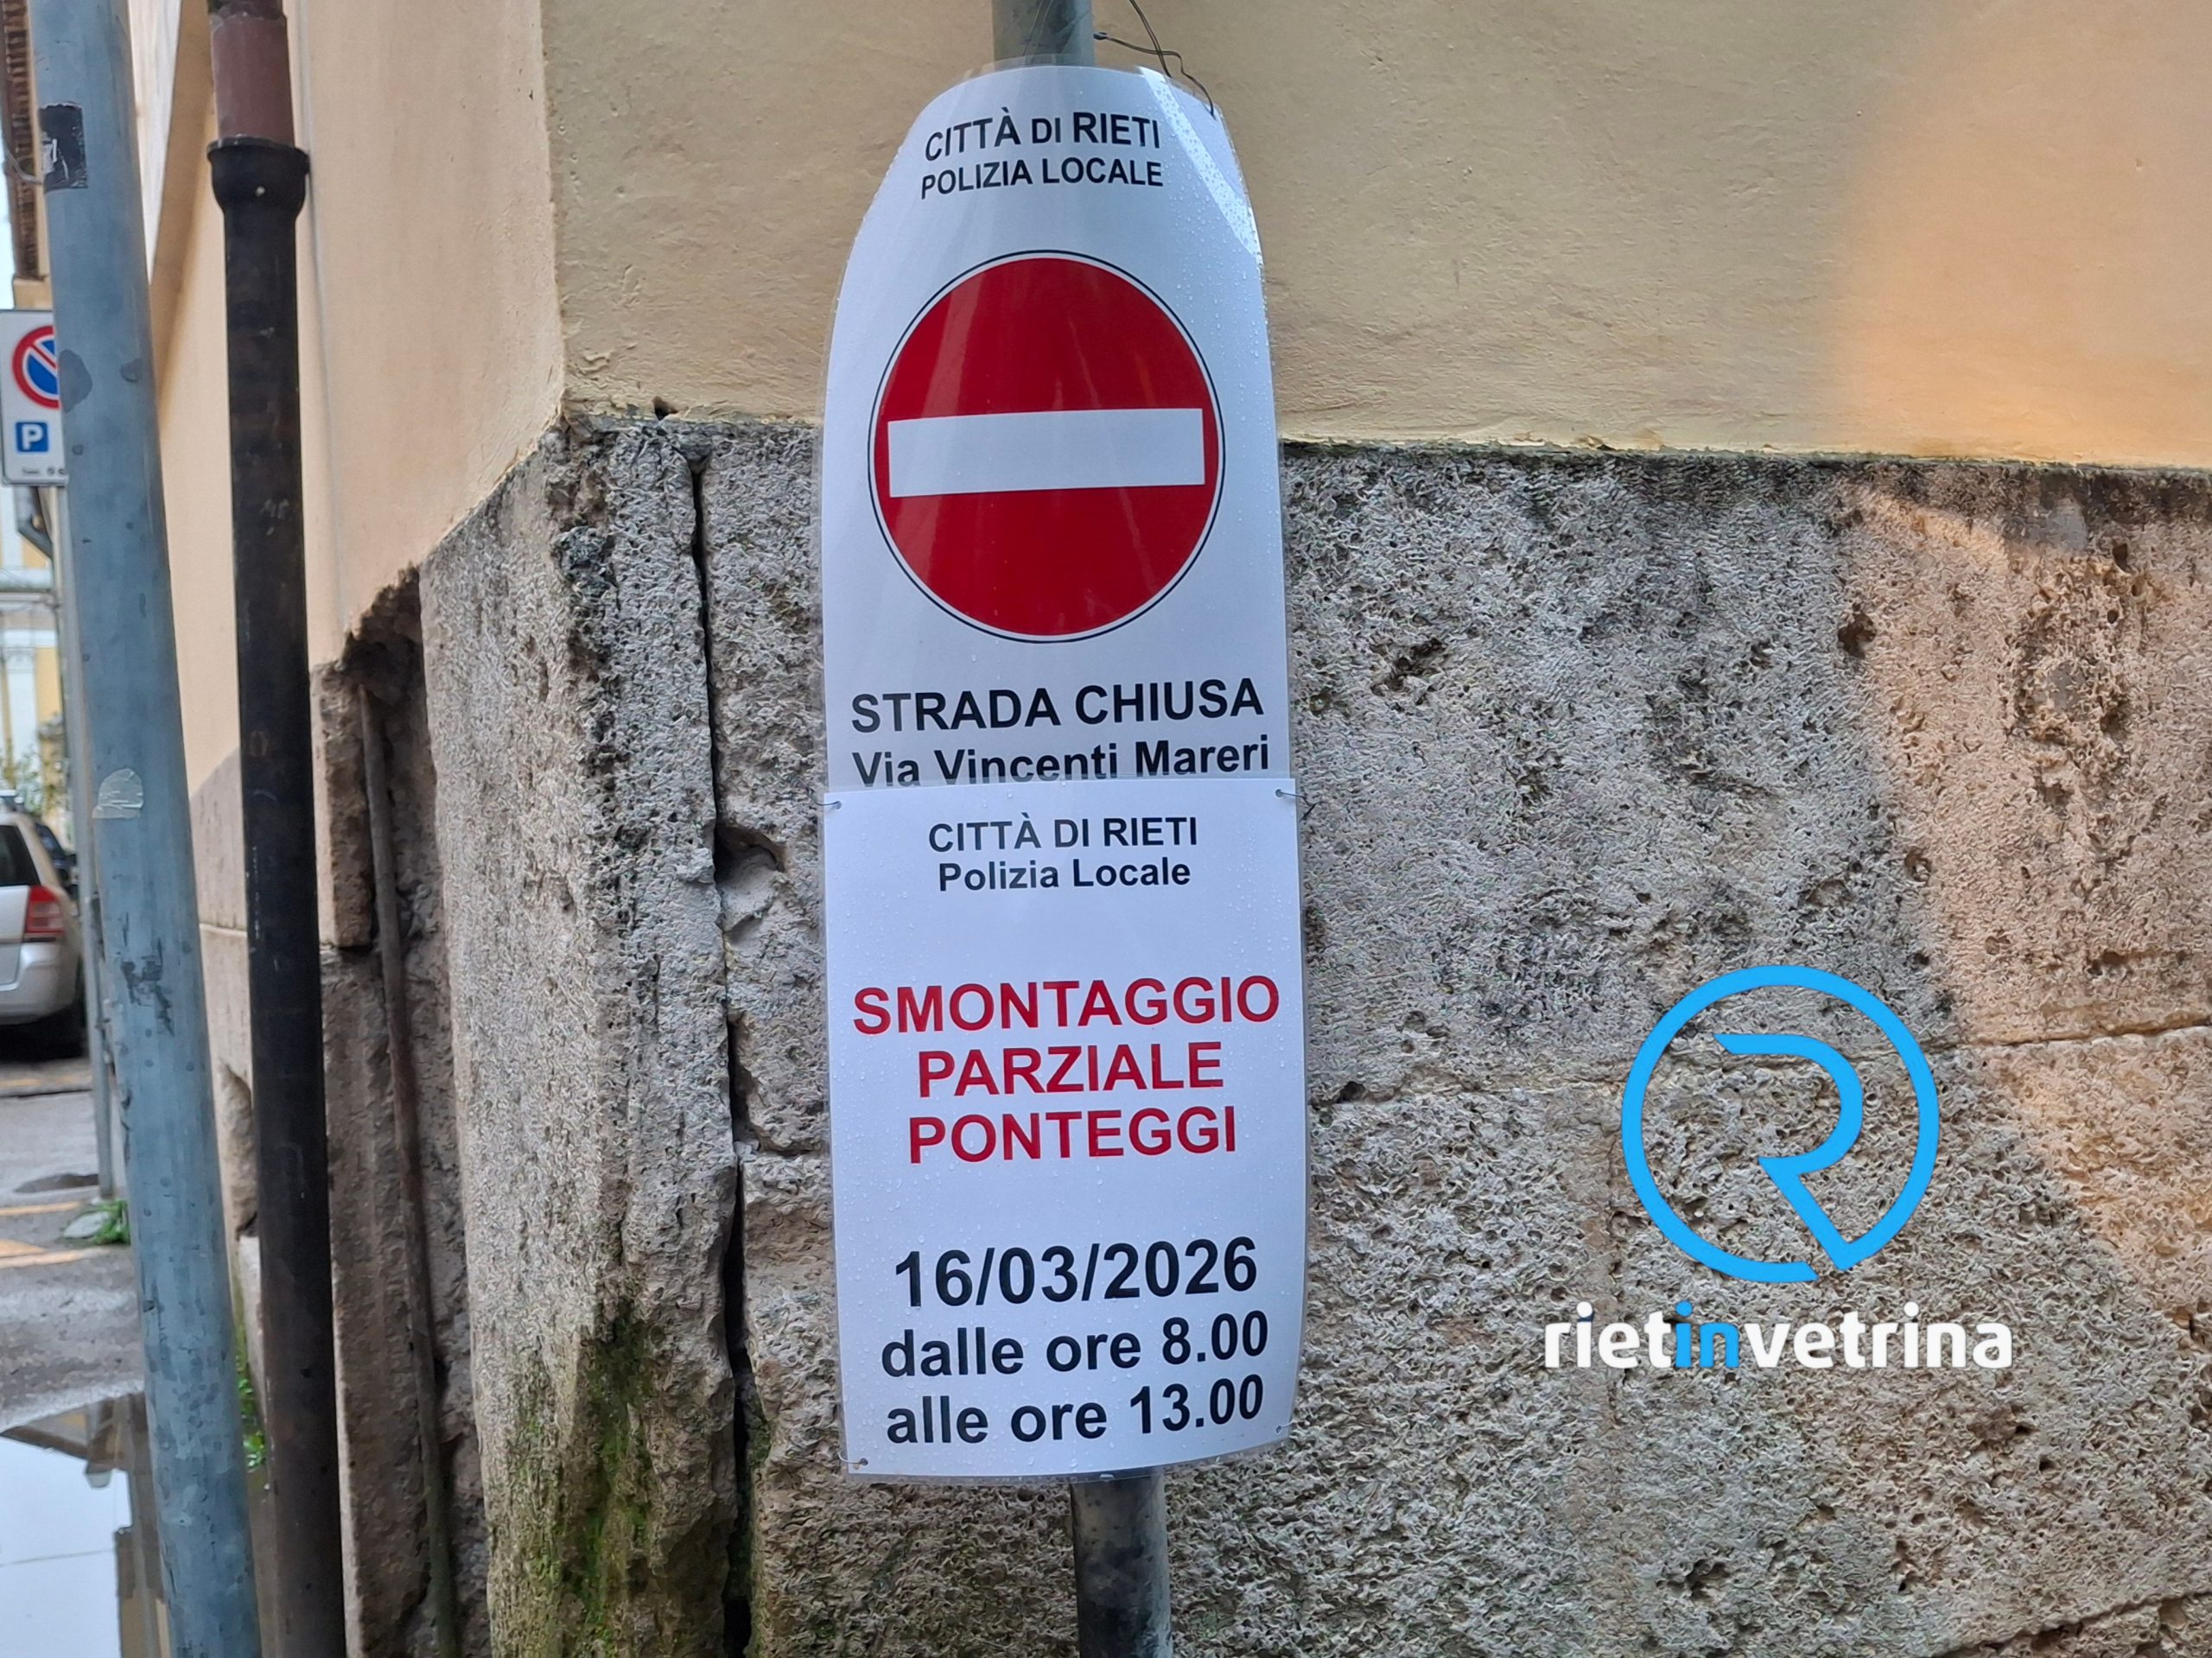 CITTÀ DI RIETI
POLIZIA LOCALE
STRADA CHIUSA
Via Vincenti Mareri
CITTÀ DI RIETI
Polizia Locale
SMONTAGGIO
PARZIALE
PONTEGGI
16/03/2026
dalle ore 8.00
alle ore 13.00
P
R
rietinvetrina